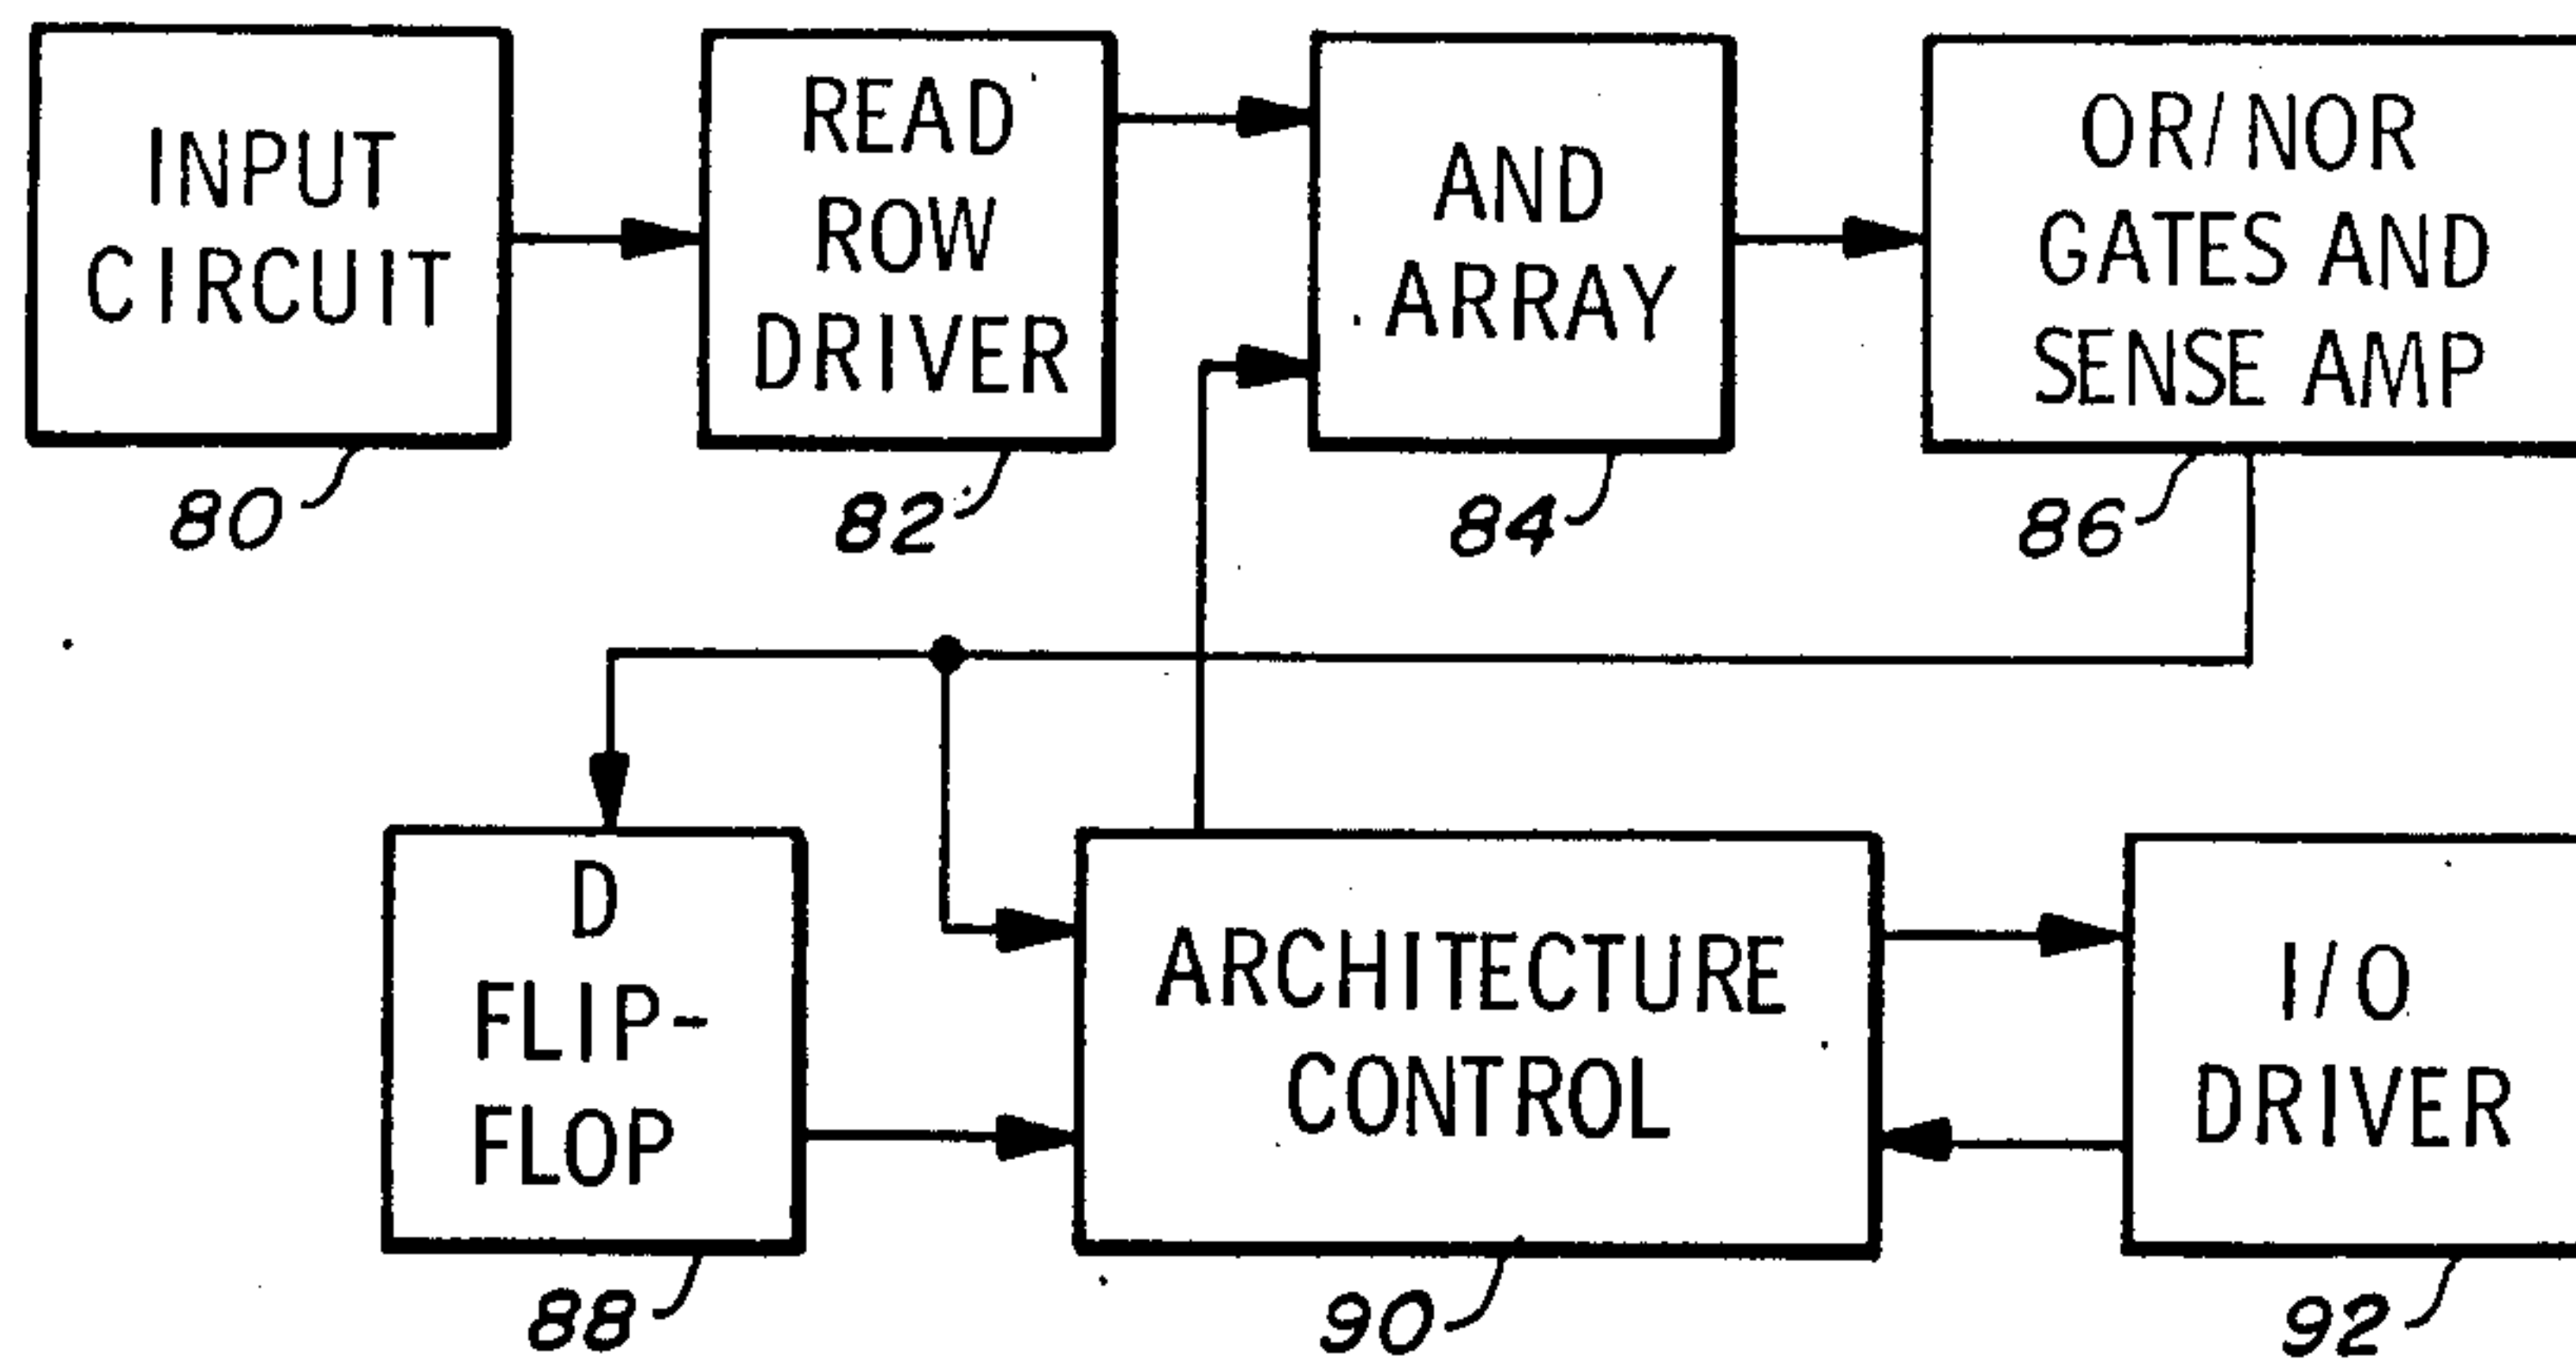 INPUT
CIRCUIT
80
READ
ROW
DRIVER
82
AND
ARRAY
84
OR/NOR
GATES AND
SENSE AMP
86
D
FLIP-
FLOP
88
ARCHITECTURE
CONTROL
90
I/O
DRIVER
92